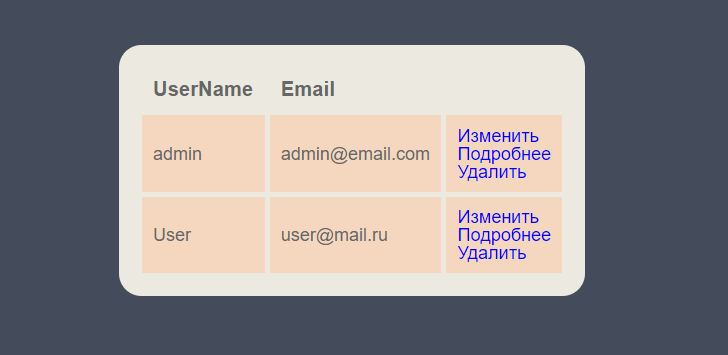 UserName Email
admin admin@email.com Изменить
Подробнее
Удалить
User user@mail.ru Изменить
Подробнее
Удалить